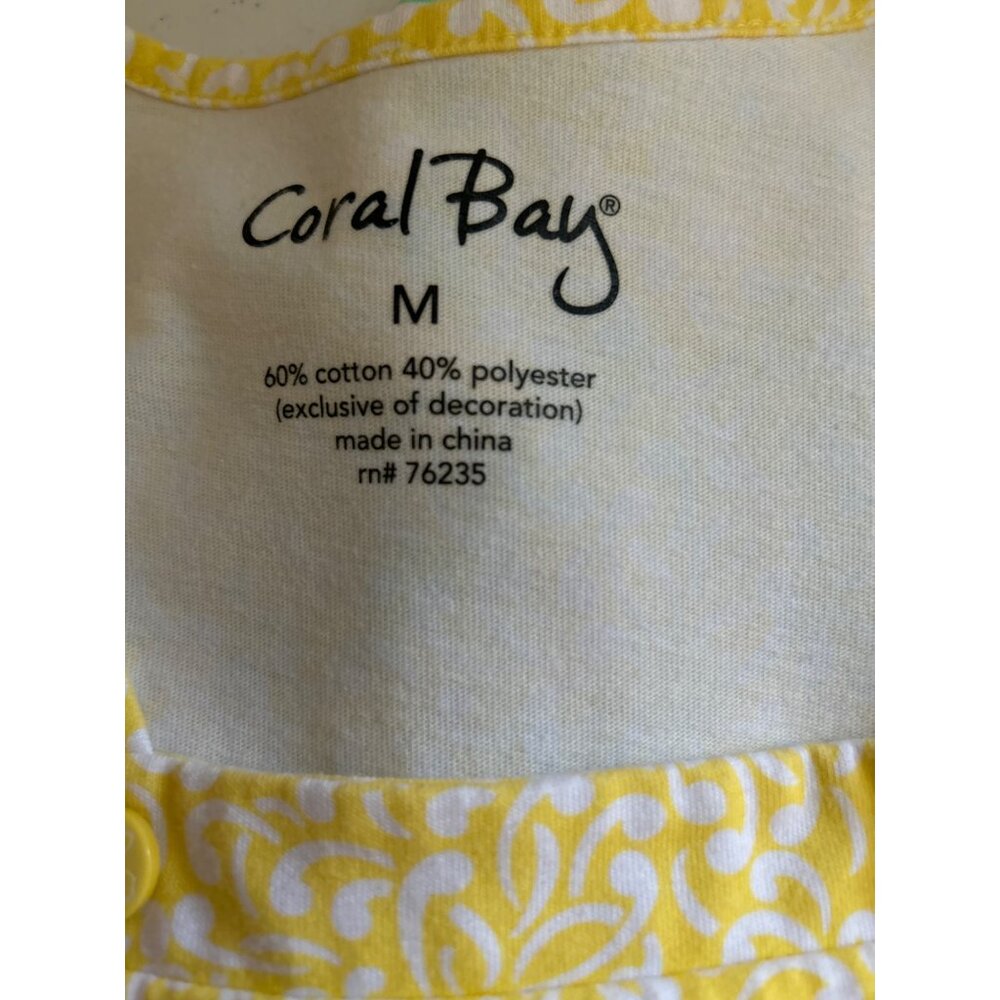 Coral Bay®
M
60% cotton 40% polyester
(exclusive of decoration)
made in china
rn# 76235